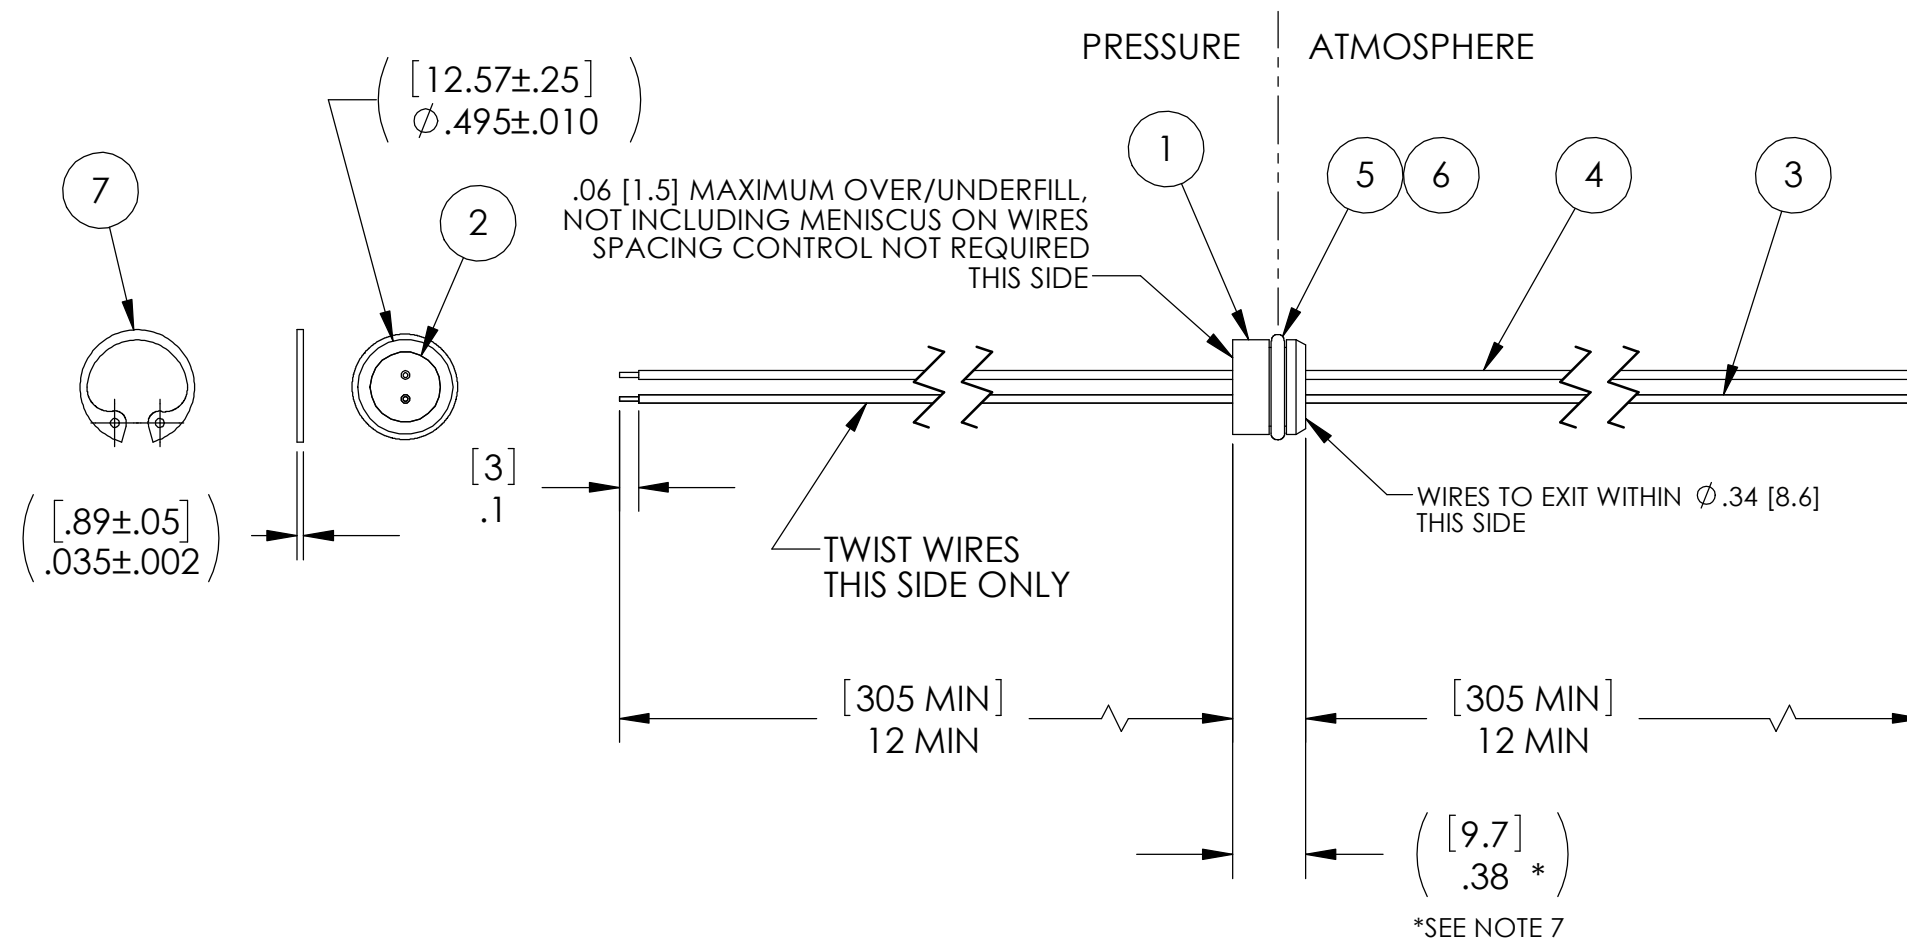 PRESSURE
ATMOSPHERE
[12.57±.25]
∅.495±.010
7
2
1
5
6
4
3
.06 [1.5] MAXIMUM OVER/UNDERFILL,
NOT INCLUDING MENISCUS ON WIRES
SPACING CONTROL NOT REQUIRED
THIS SIDE
[3]
.1
[.89±.05]
.035±.002
TWIST WIRES
THIS SIDE ONLY
WIRES TO EXIT WITHIN ∅.34 [8.6]
THIS SIDE
[305 MIN]
12 MIN
[305 MIN]
12 MIN
[9.7]
.38 *
*SEE NOTE 7